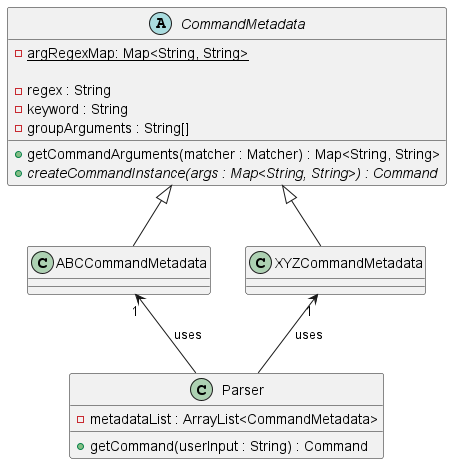 A CommandMetadata
argRegexMap: Map<String, String>
regex : String
keyword : String
groupArguments : String[]
getCommandArguments(matcher : Matcher) : Map<String, String>
createCommandInstance(args : Map<String, String>) : Command
C ABCCommandMetadata
C XYZCommandMetadata
1
1
uses
uses
C Parser
metadataList : ArrayList<CommandMetadata>
getCommand(userInput : String) : Command